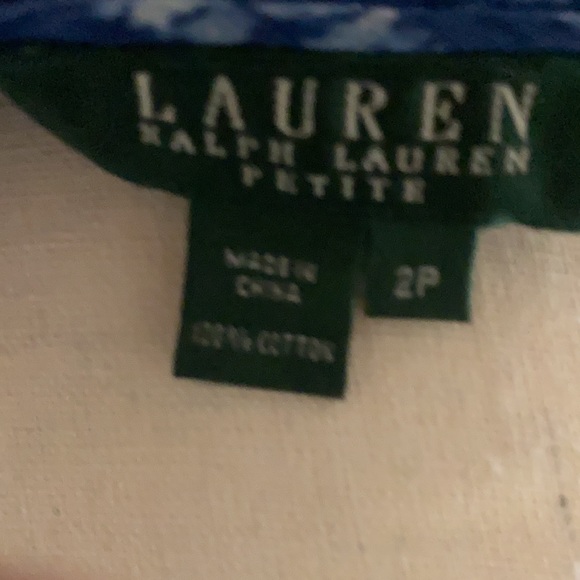 LAUREN
RALPH LAUREN
PETITE
MADE IN
CHINA
2P
100% COTTON